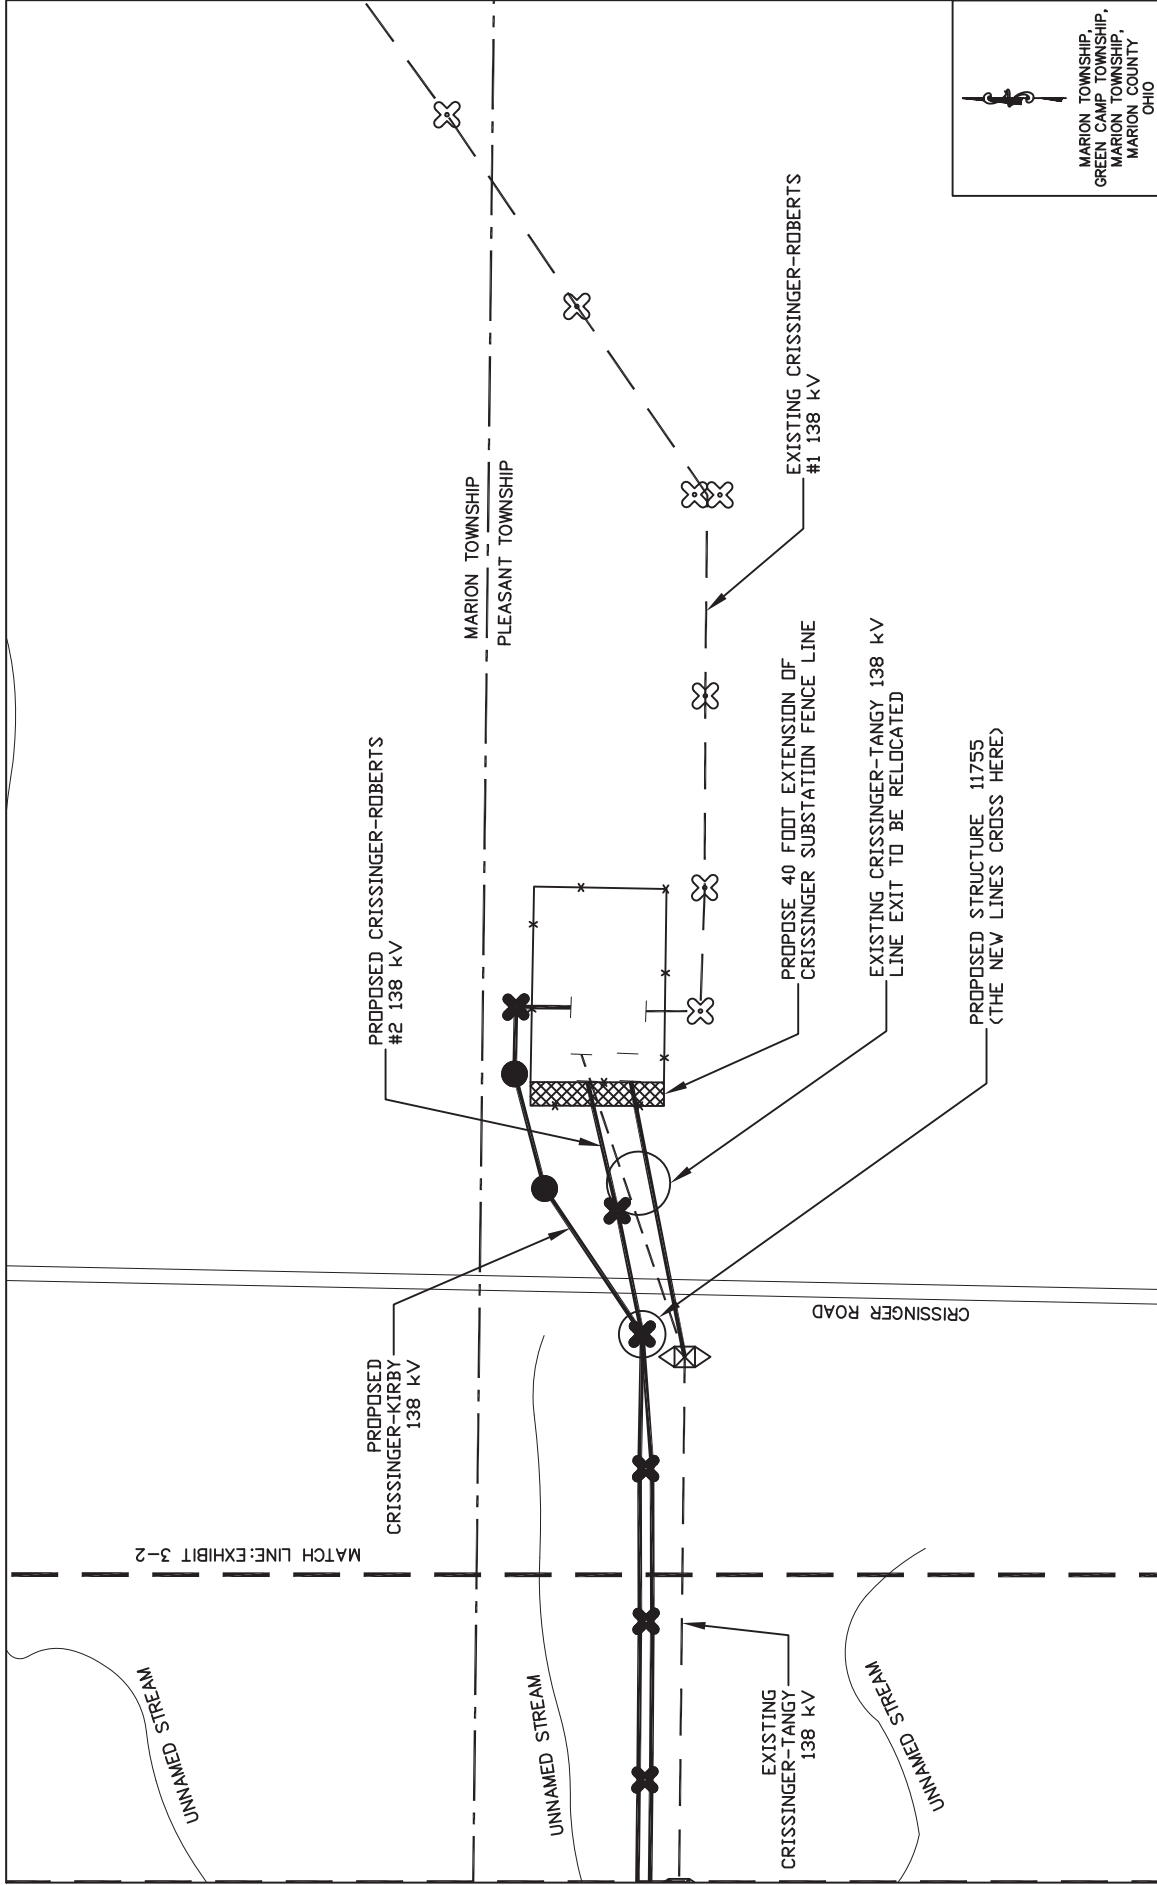 MARION TOWNSHIP,
GREEN CAMP TOWNSHIP,
MARION TOWNSHIP,
MARION COUNTY
OHIO
MARION TOWNSHIP
PLEASANT TOWNSHIP
EXISTING CRISSINGER-ROBERTS
#1 138 kV
PROPOSED CRISSINGER-ROBERTS
#2 138 kV
PROPOSE 40 FOOT EXTENSION OF
CRISSINGER SUBSTATION FENCE LINE
EXISTING CRISSINGER-TANGY 138 kV
LINE EXIT TO BE RELOCATED
PROPOSED STRUCTURE 11755
(THE NEW LINES CROSS HERE)
CRISSINGER ROAD
PROPOSED
CRISSINGER-KIRBY
138 kV
MATCH LINE:EXHIBIT 3-2
UNNAMED STREAM
UNNAMED STREAM
EXISTING
CRISSINGER-TANGY
138 kV
UNNAMED STREAM